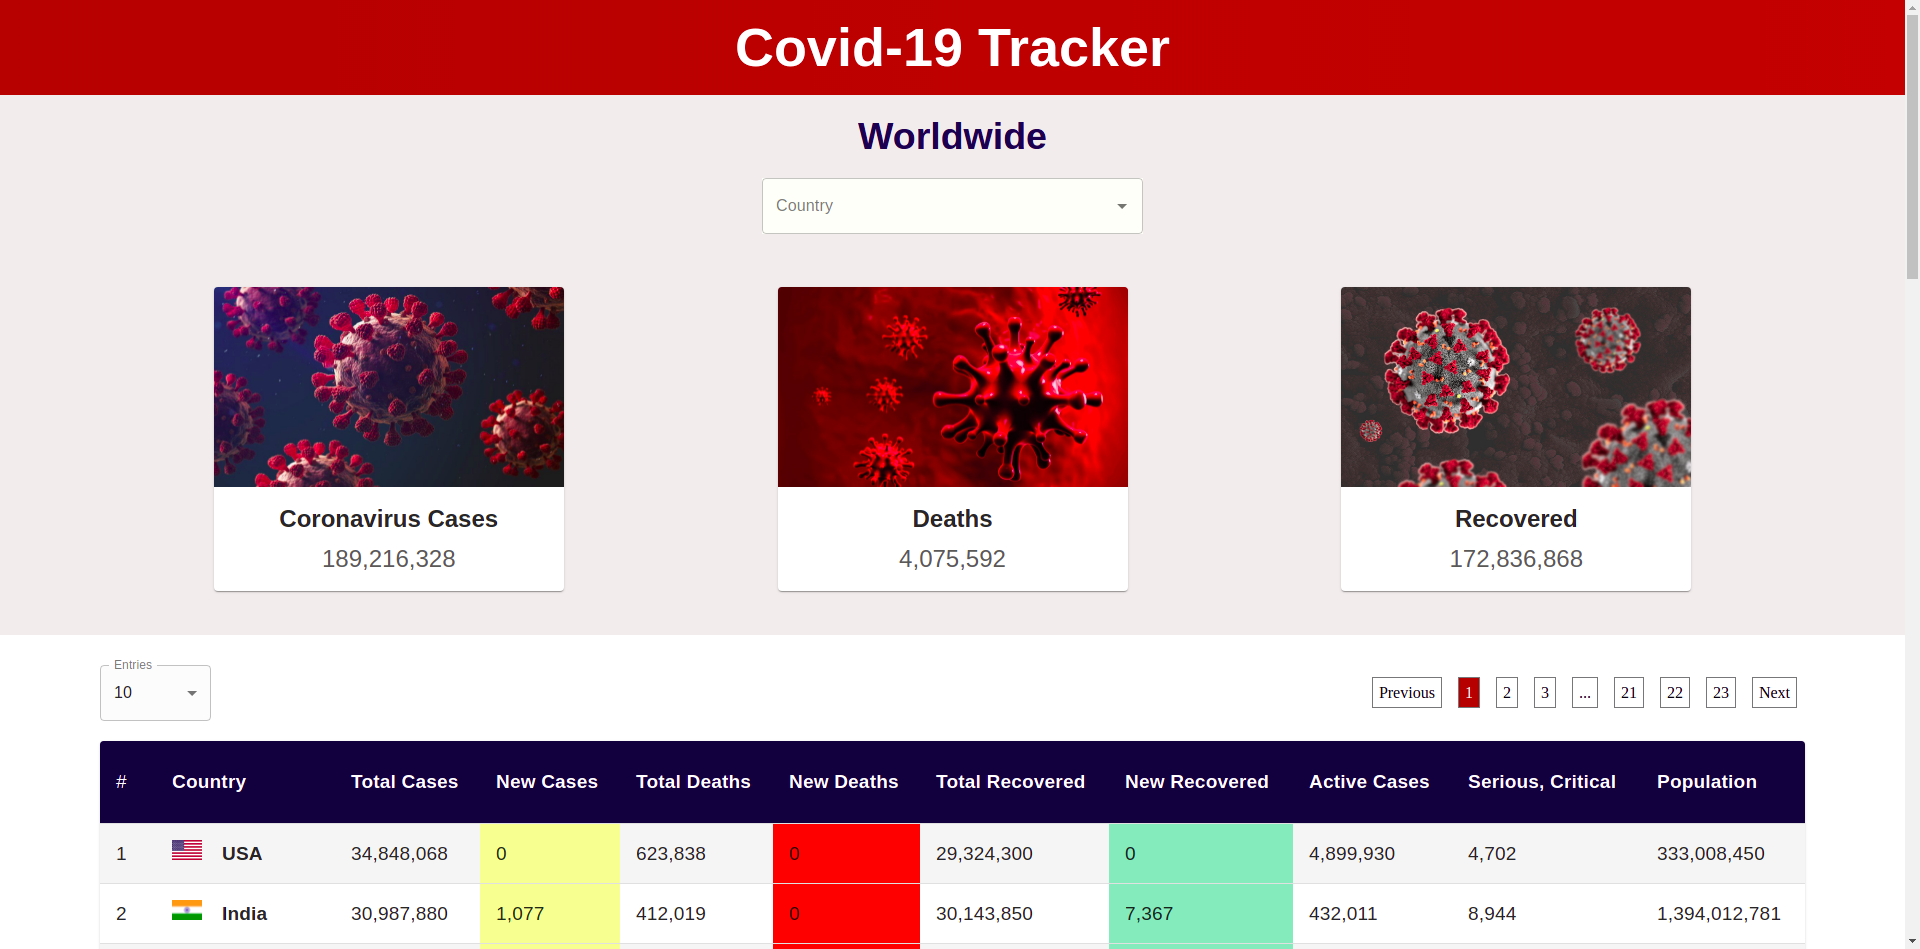 Covid-19 Tracker
Worldwide
Country
Coronavirus Cases
189,216,328
Deaths
4,075,592
Recovered
172,836,868
Entries
10
Previous 1 2 3 ... 21 22 23 Next
# Country Total Cases New Cases Total Deaths New Deaths Total Recovered New Recovered Active Cases Serious, Critical Population
1 USA 34,848,068 0 623,838 0 29,324,300 0 4,899,930 4,702 333,008,450
2 India 30,987,880 1,077 412,019 0 30,143,850 7,367 432,011 8,944 1,394,012,781